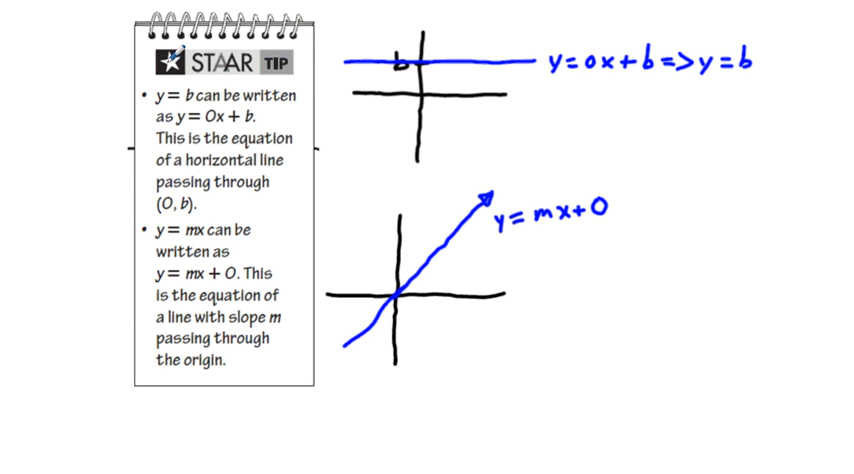 STAAR TIP
• y = b can be written
as y = 0x + b.
This is the equation
of a horizontal line
passing through
(0, b).
• y = mx can be
written as
y = mx + 0. This
is the equation of
a line with slope m
passing through
the origin.
b
y = 0x + b => y = b
y = mx + 0